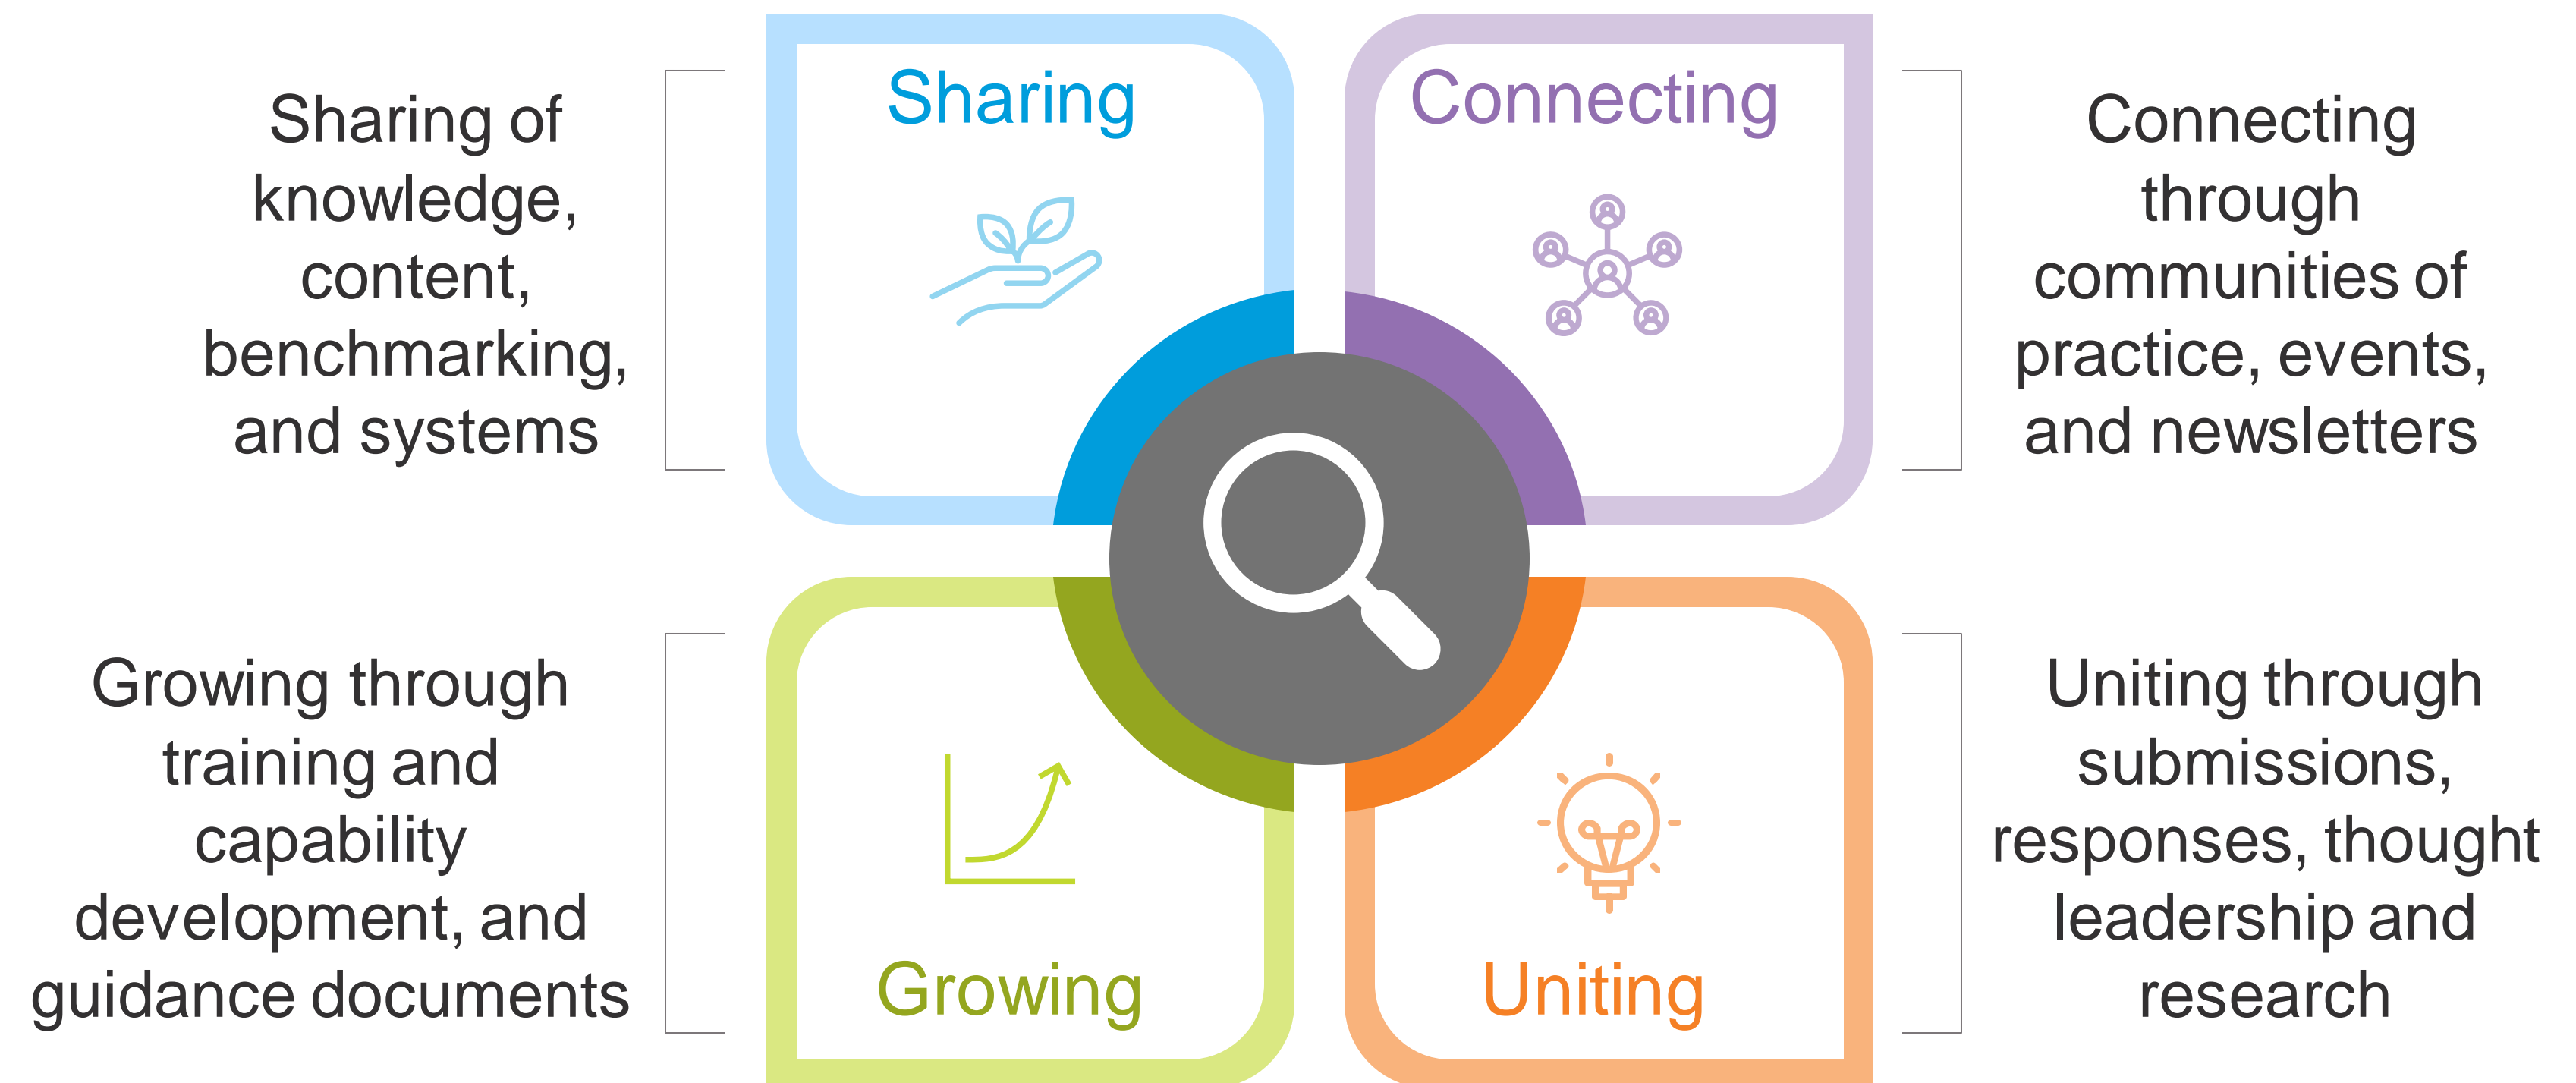 Sharing of
knowledge,
content,
benchmarking,
and systems
Sharing
Connecting
Connecting
through
communities of
practice, events,
and newsletters
Growing through
training and
capability
development, and
guidance documents
Growing
Uniting
Uniting through
submissions,
responses, thought
leadership and
research